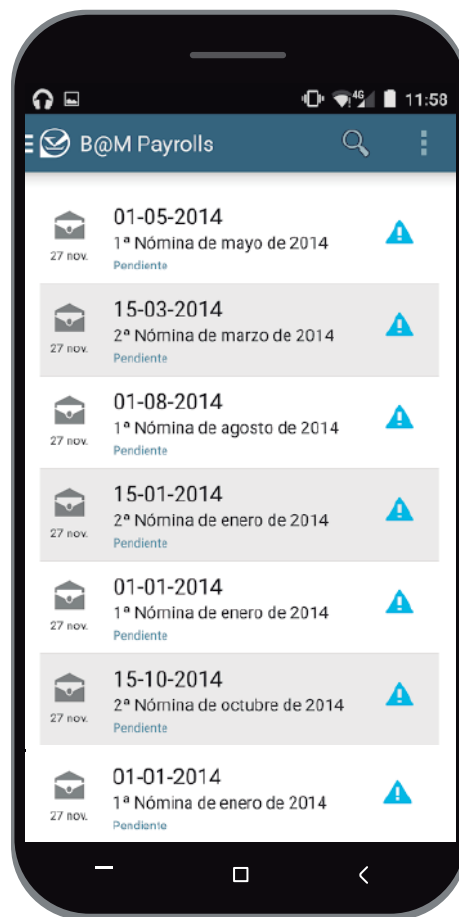 4G 11:58
B@M Payrolls
01-05-2014
1ª Nómina de mayo de 2014
27 nov.
Pendiente
15-03-2014
2ª Nómina de marzo de 2014
27 nov.
Pendiente
01-08-2014
1ª Nómina de agosto de 2014
27 nov.
Pendiente
15-01-2014
2ª Nómina de enero de 2014
27 nov.
Pendiente
01-01-2014
1ª Nómina de enero de 2014
27 nov.
Pendiente
15-10-2014
2ª Nómina de octubre de 2014
27 nov.
Pendiente
01-01-2014
1ª Nómina de enero de 2014
27 nov.
Pendiente